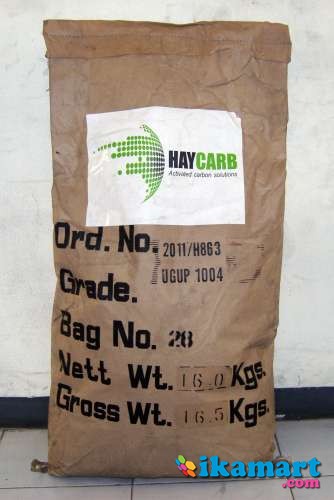 HAYCARB
Activated carbon solutions
Ord. No. 2011/H863
Grade. UGUP 1004
Bag No. 28
Nett Wt. 16.0 Kgs.
Gross Wt. 16.5 Kgs.
ikamart
.com